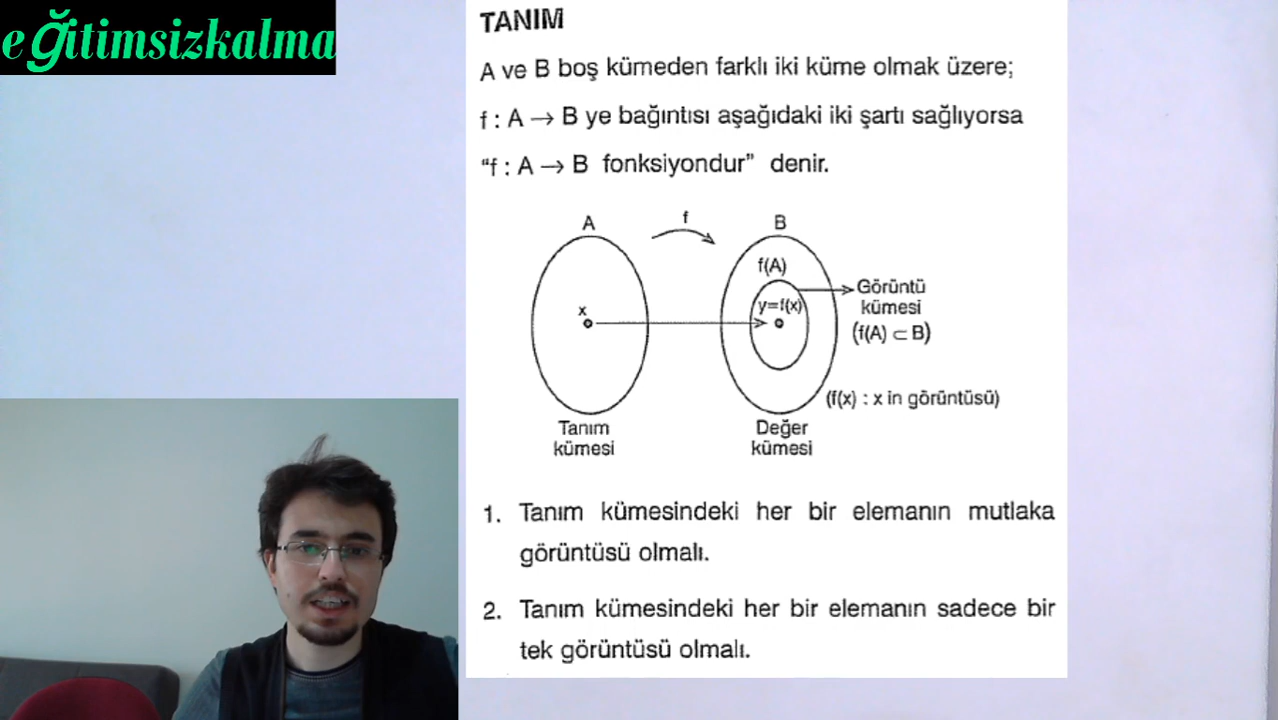 eğitimsizkalma
TANIM
A ve B boş kümeden farklı iki küme olmak üzere;
f : A → B ye bağıntısı aşağıdaki iki şartı sağlıyorsa
“f : A → B fonksiyondur” denir.
A
f
B
f(A)
x
y=f(x)
Görüntü
kümesi
(f(A) ⊂ B)
(f(x) : x in görüntüsü)
Tanım
kümesi
Değer
kümesi
1. Tanım kümesindeki her bir elemanın mutlaka
görüntüsü olmalı.
2. Tanım kümesindeki her bir elemanın sadece bir
tek görüntüsü olmalı.